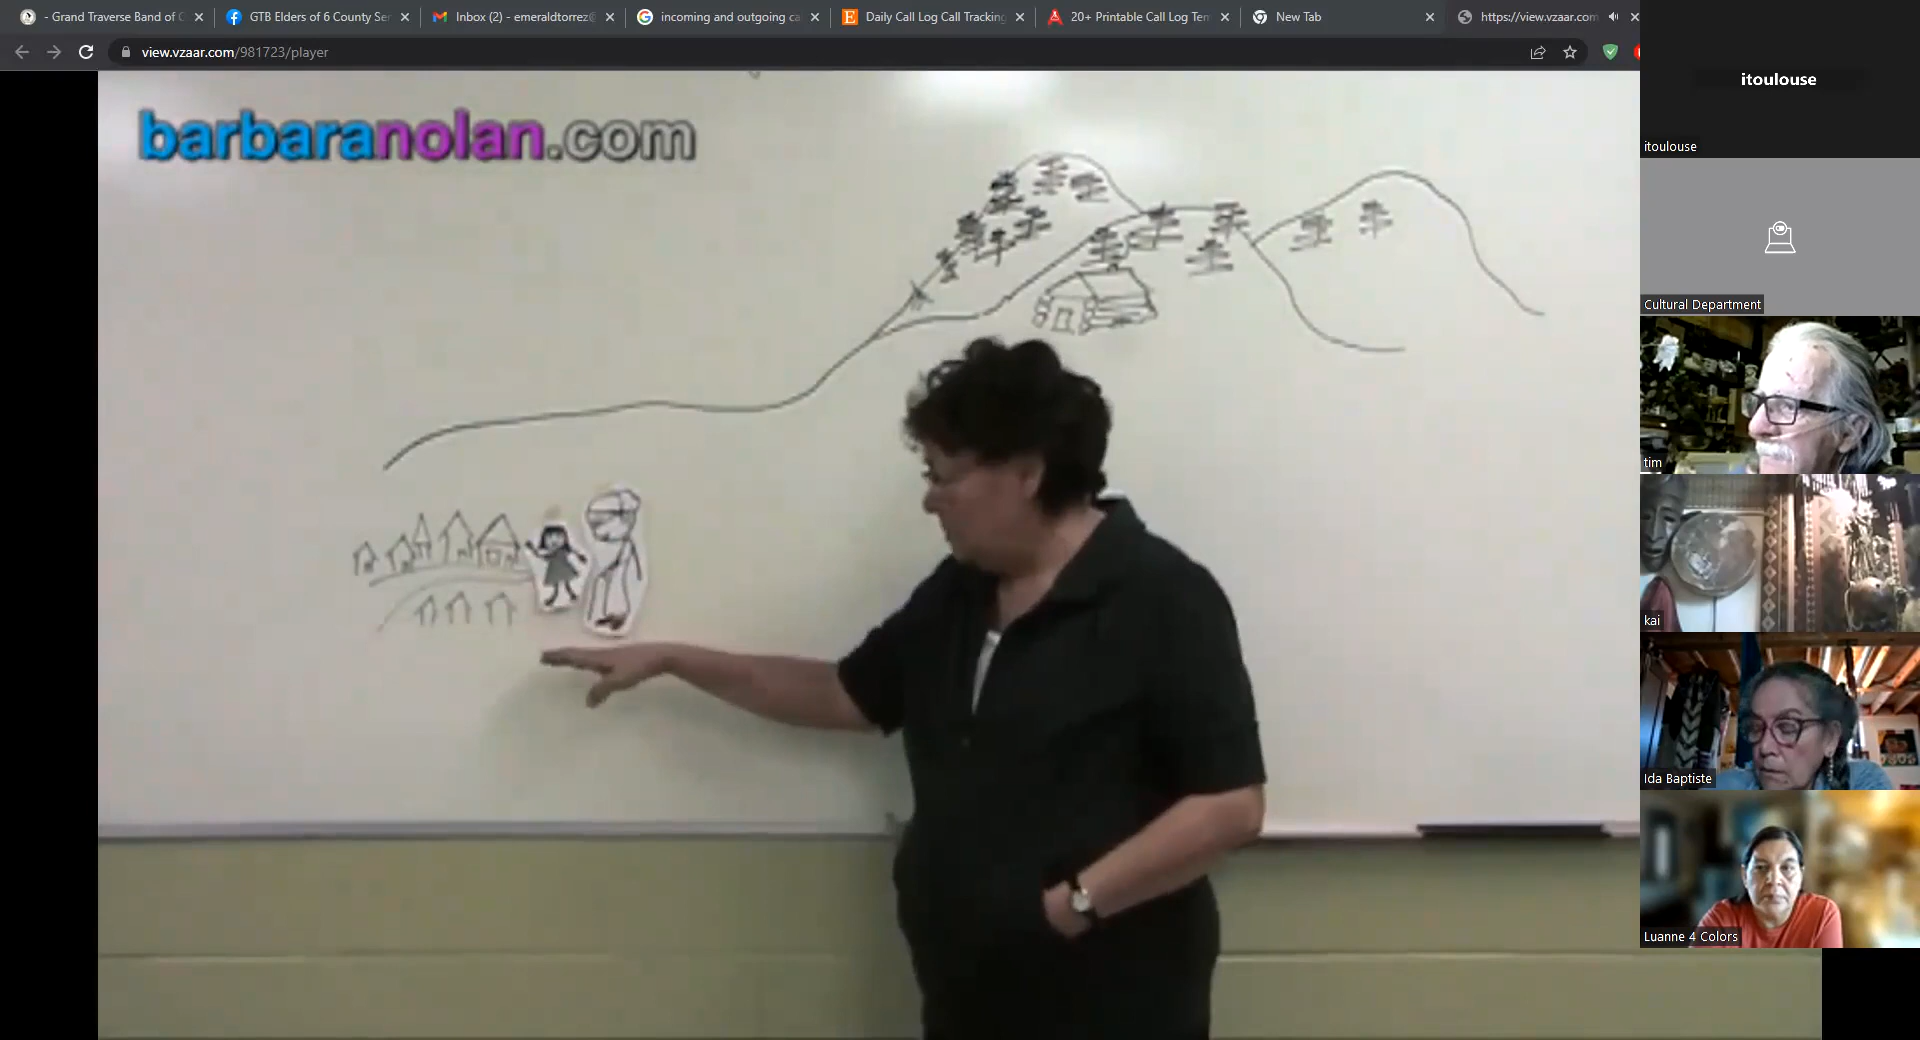 - Grand Traverse Band of O
GTB Elders of 6 County Ser
Inbox (2) - emeraldtorrez@
incoming and outgoing ca
Daily Call Log Call Tracking
20+ Printable Call Log Tem
New Tab
https://view.vzaar.com
view.vzaar.com/981723/player
barbaranolan.com
itoulouse
itoulouse
Cultural Department
tim
kai
Ida Baptiste
Luanne 4 Colors